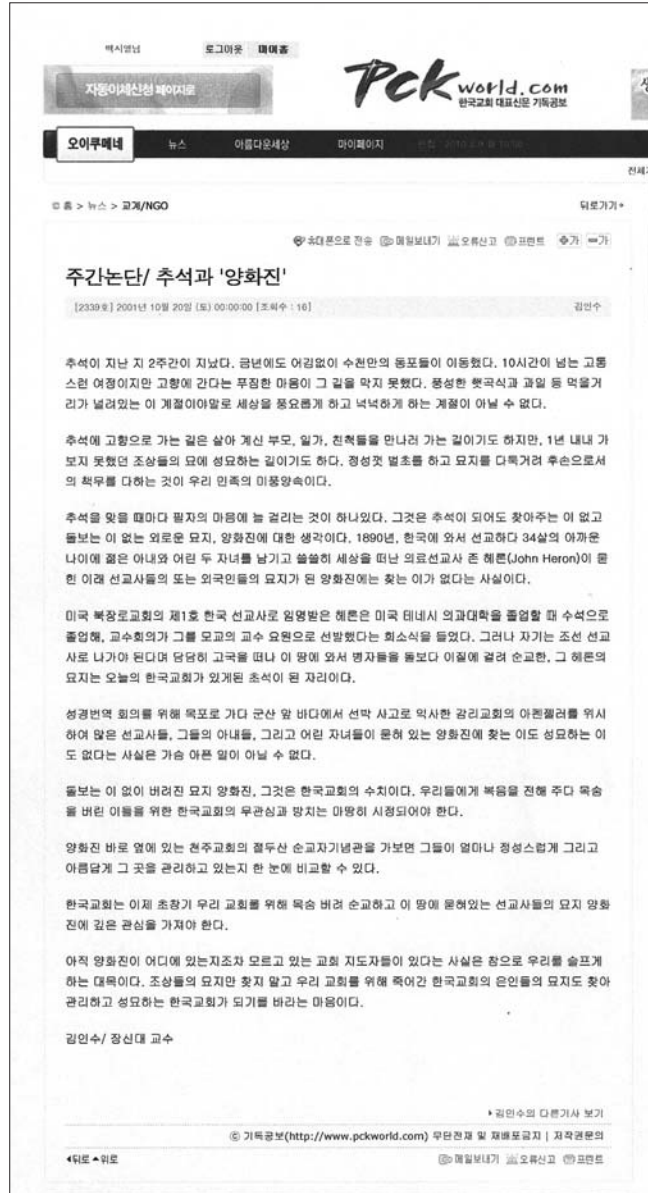 백시열님 로그아웃 마이홈
자동이체신청 페이지로
Pckworld.com
한국교회 대표신문 기독공보
오이쿠메네 뉴스 아름다운세상 마이페이지
전세
홈 > 뉴스 > 교계/NGO 뒤로가기
휴대폰으로 전송 메일보내기 오류신고 프린트 +가 -가
주간논단/ 추석과 '양화진'
[2339호] 2001년 10월 20일 (토) 00:00:00 [조회수 : 16] 김인수
추석이 지난 지 2주간이 지났다. 금년에도 어김없이 수천만의 동포들이 이동했다. 10시간이 넘는 고통
스런 여정이지만 고향에 간다는 푸짐한 마음이 그 길을 막지 못했다. 풍성한 햇곡식과 과일 등 먹을거
리가 널려있는 이 계절이야말로 세상을 풍요롭게 하고 넉넉하게 하는 계절이 아닐 수 없다.
추석에 고향으로 가는 길은 살아 계신 부모, 일가, 친척들을 만나러 가는 길이기도 하지만, 1년 내내 가
보지 못했던 조상들의 묘에 성묘하는 길이기도 하다. 정성껏 벌초를 하고 묘지를 다독거려 후손으로서
의 책무를 다하는 것이 우리 민족의 미풍양속이다.
추석을 맞을 때마다 필자의 마음에 늘 걸리는 것이 하나있다. 그것은 추석이 되어도 찾아주는 이 없고
돌보는 이 없는 외로운 묘지, 양화진에 대한 생각이다. 1890년, 한국에 와서 선교하다 34살의 아까운
나이에 젊은 아내와 어린 두 자녀를 남기고 쓸쓸히 세상을 떠난 의료선교사 존 헤론(John Heron)이 묻
힌 이래 선교사들의 또는 외국인들의 묘지가 된 양화진에는 찾는 이가 없다는 사실이다.
미국 북장로교회의 제1호 한국 선교사로 임명받은 헤론은 미국 테네시 의과대학을 졸업할 때 수석으로
졸업해, 교수회의가 그를 모교의 교수 요원으로 선발했다는 희소식을 들었다. 그러나 자기는 조선 선교
사로 나가야 된다며 담담히 고국을 떠나 이 땅에 와서 병자들을 돌보다 이질에 걸려 순교한, 그 헤론의
묘지는 오늘의 한국교회가 있게된 초석이 된 자리이다.
성경번역 회의를 위해 목포로 가다 군산 앞 바다에서 선박 사고로 익사한 감리교회의 아펜젤러를 위시
하여 많은 선교사들, 그들의 아내들, 그리고 어린 자녀들이 묻혀 있는 양화진에 찾는 이도 성묘하는 이
도 없다는 사실은 가슴 아픈 일이 아닐 수 없다.
돌보는 이 없이 버려진 묘지 양화진, 그것은 한국교회의 수치이다. 우리들에게 복음을 전해 주다 목숨
을 버린 이들을 위한 한국교회의 무관심과 방치는 마땅히 시정되어야 한다.
양화진 바로 옆에 있는 천주교회의 절두산 순교자기념관을 가보면 그들이 얼마나 정성스럽게 그리고
아름답게 그 곳을 관리하고 있는지 한 눈에 비교할 수 있다.
한국교회는 이제 초창기 우리 교회를 위해 목숨 버려 순교하고 이 땅에 묻혀있는 선교사들의 묘지 양화
진에 깊은 관심을 가져야 한다.
아직 양화진이 어디에 있는지조차 모르고 있는 교회 지도자들이 있다는 사실은 참으로 우리를 슬프게
하는 대목이다. 조상들의 묘지만 찾지 말고 우리 교회를 위해 죽어간 한국교회의 은인들의 묘지도 찾아
관리하고 성묘하는 한국교회가 되기를 바라는 마음이다.
김인수/ 장신대 교수
김인수의 다른기사 보기
ⓒ 기독공보(http://www.pckworld.com) 무단전재 및 재배포금지 | 저작권문의
뒤로 위로 메일보내기 오류신고 프린트